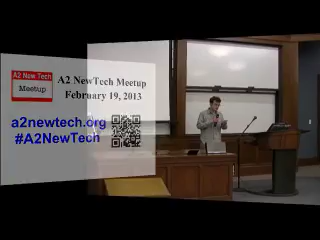 A2 New Tech
Meetup
A2 NewTech Meetup
February 19, 2013
a2newtech.org
#A2NewTech